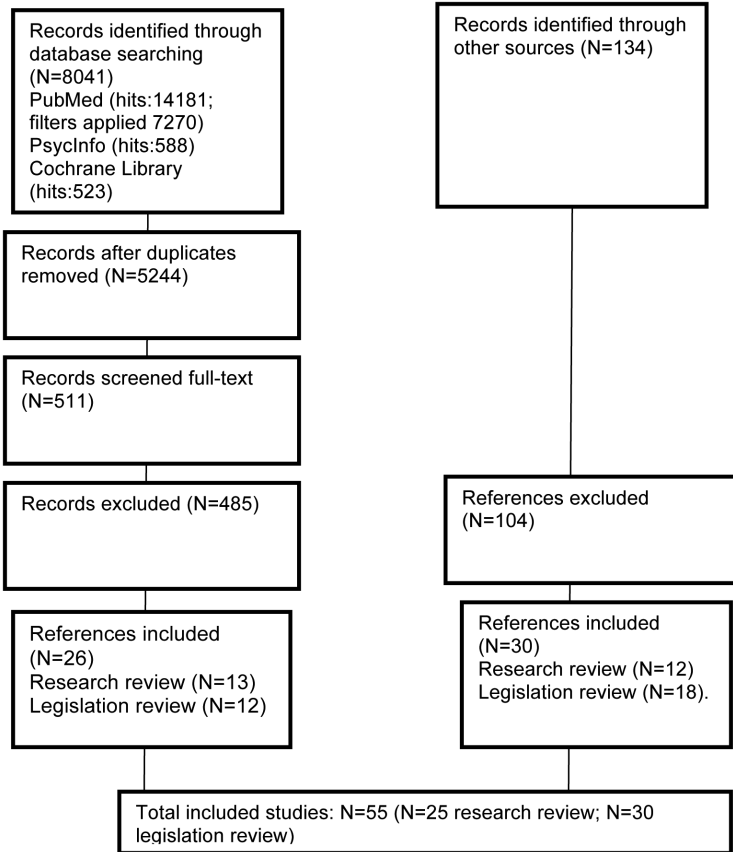 Records identified through
database searching
(N=8041)
PubMed (hits:14181;
filters applied 7270)
PsycInfo (hits:588)
Cochrane Library
(hits:523)
Records identified through
other sources (N=134)
Records after duplicates
removed (N=5244)
Records screened full-text
(N=511)
Records excluded (N=485)
References excluded
(N=104)
References included
(N=26)
Research review (N=13)
Legislation review (N=12)
References included
(N=30)
Research review (N=12)
Legislation review (N=18).
Total included studies: N=55 (N=25 research review; N=30
legislation review)